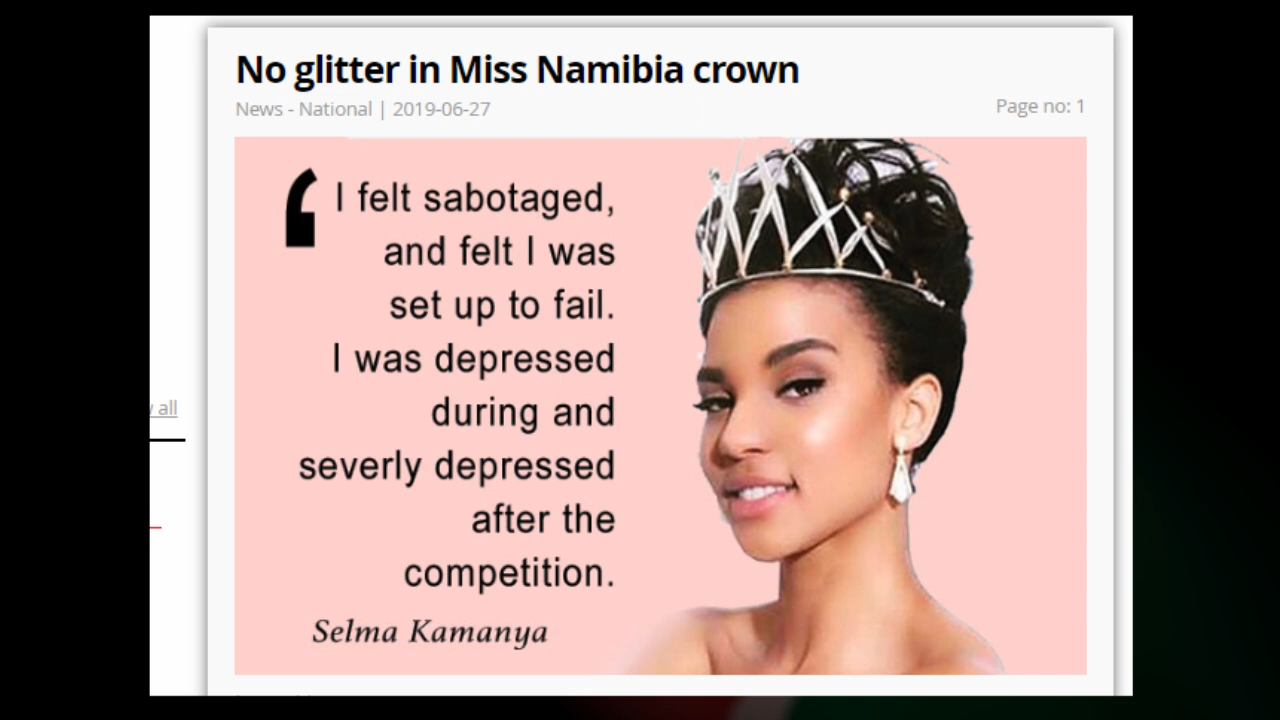 No glitter in Miss Namibia crown
News - National | 2019-06-27
Page no: 1
‘I felt sabotaged,
and felt I was
set up to fail.
I was depressed
during and
severly depressed
after the
competition.
Selma Kamanya
all